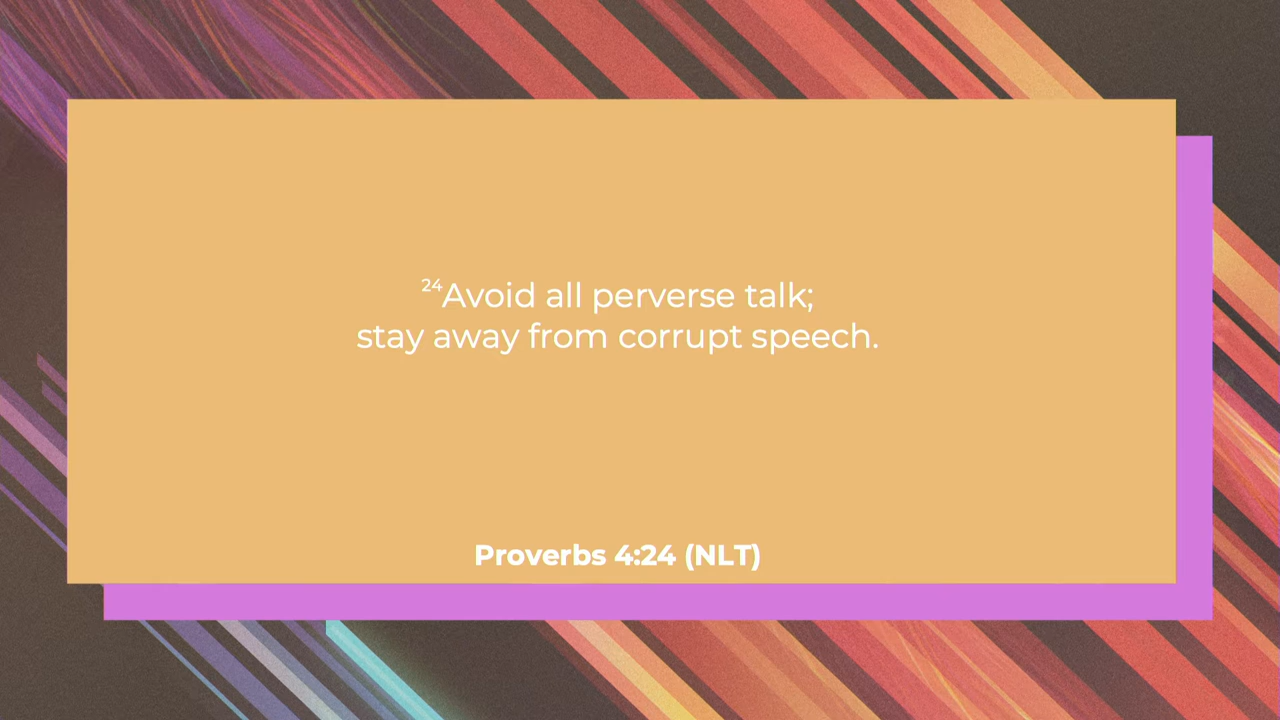 ²⁴Avoid all perverse talk;
stay away from corrupt speech.
Proverbs 4:24 (NLT)